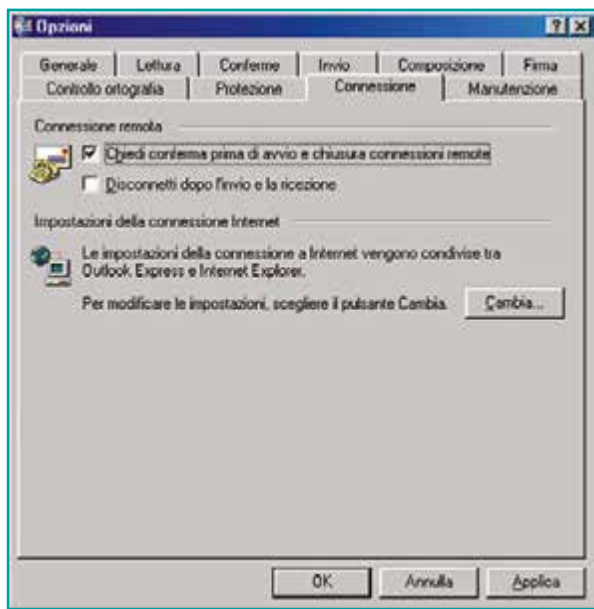 Opzioni
Generale Lettura Conferme Invio Composizione Firma
Controllo ortografia Protezione Connessione Manutenzione
Connessione remota
Chiedi conferma prima di avvio e chiusura connessioni remote
Disconnetti dopo l'invio e la ricezione
Impostazioni della connessione Internet
Le impostazioni della connessione a Internet vengono condivise tra
Outlook Express e Internet Explorer.
Per modificare le impostazioni, scegliere il pulsante Cambia. Cambia...
OK Annulla Applica